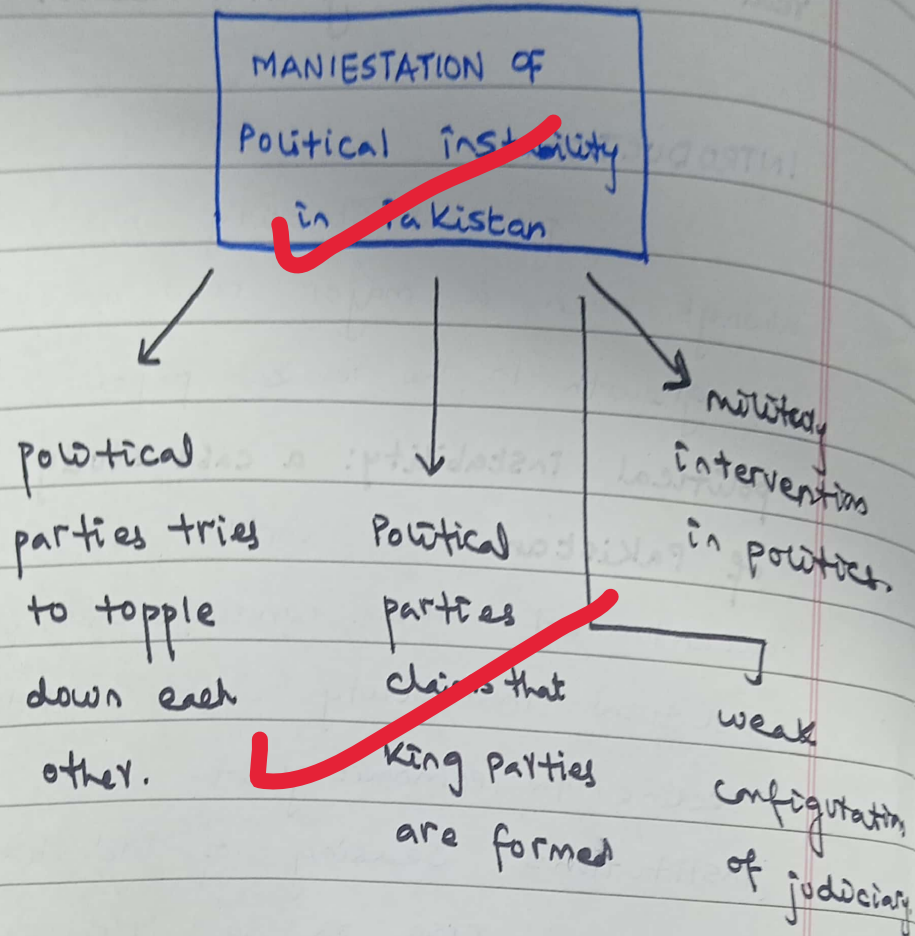 MANIESTATION OF
Political instability
in Pakistan
political
parties tries
to topple
down each
other.
Political
parties
claims that
King parties
are formed
military
intervention
in politics.
weak
configuration
of judiciary